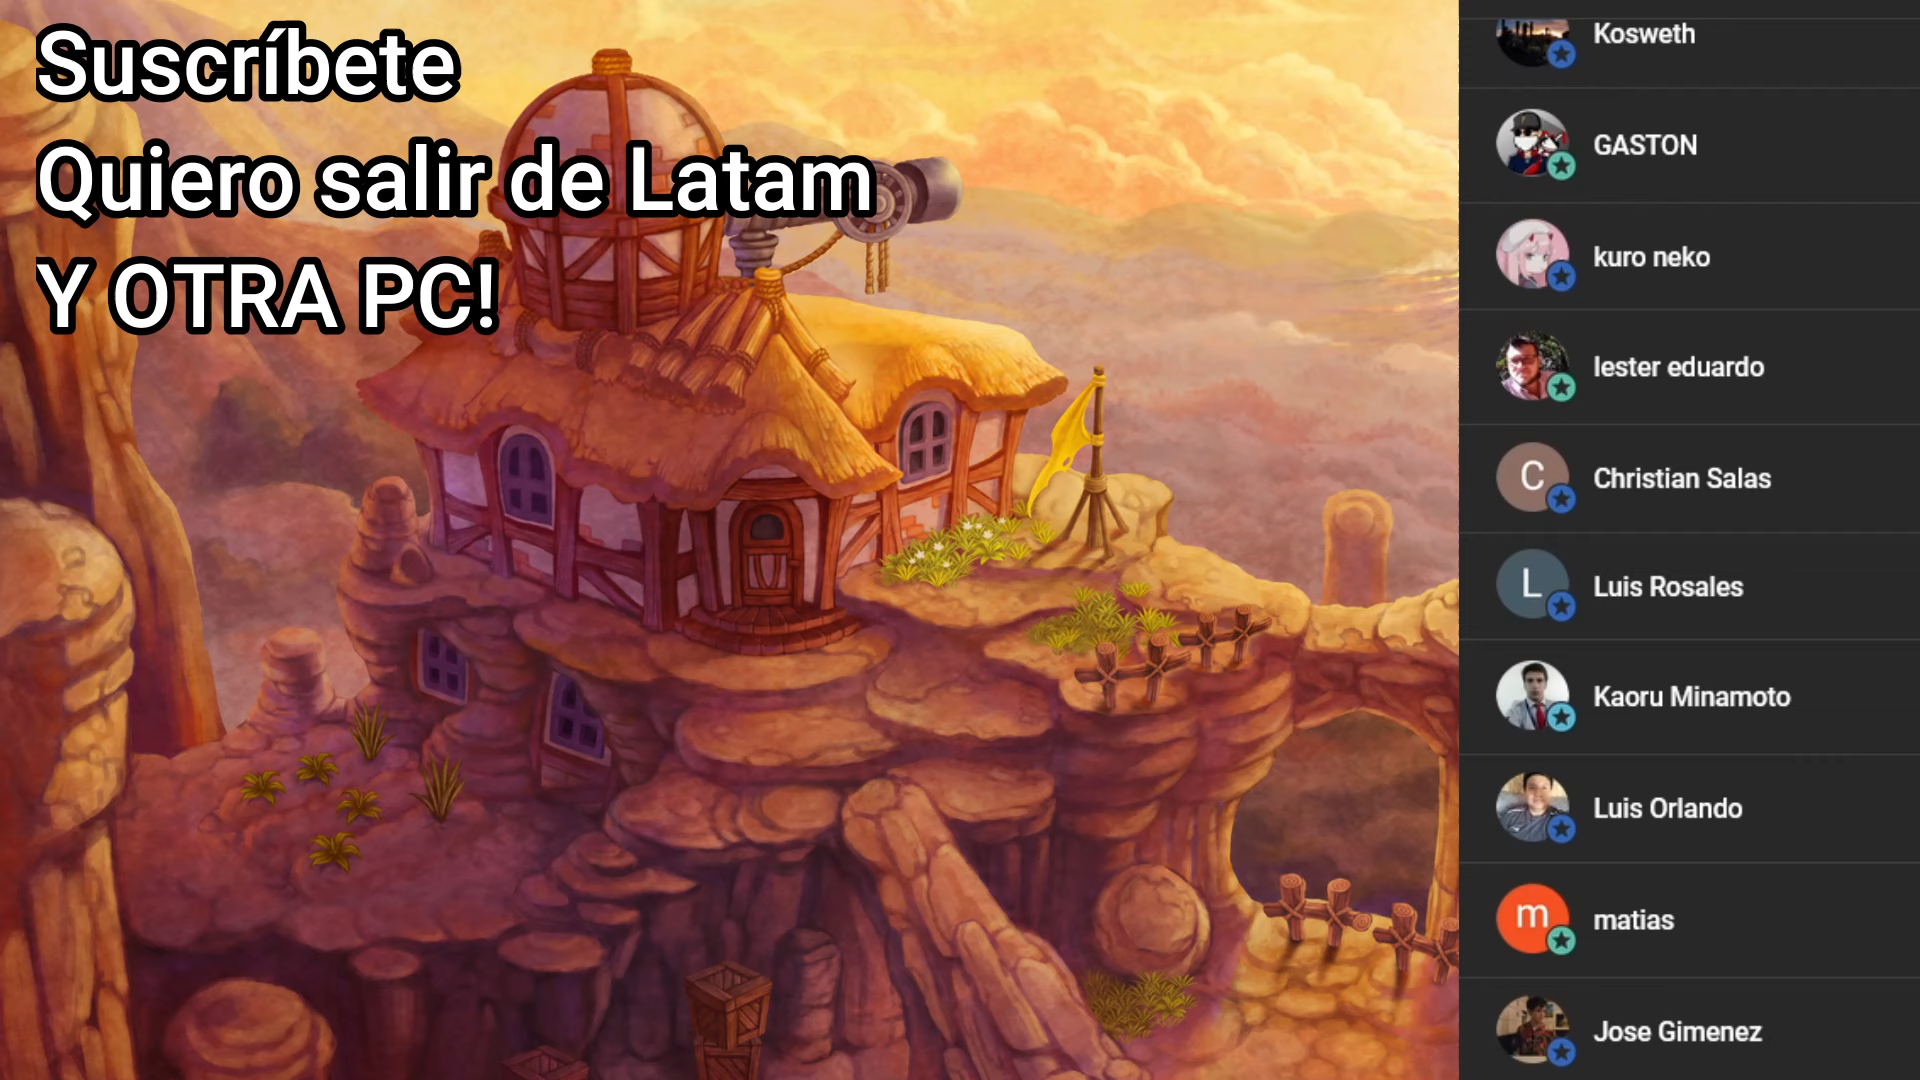 Suscríbete
Quiero salir de Latam
Y OTRA PC!
Kosweth
GASTON
kuro neko
lester eduardo
C
Christian Salas
L
Luis Rosales
Kaoru Minamoto
Luis Orlando
m
matias
Jose Gimenez